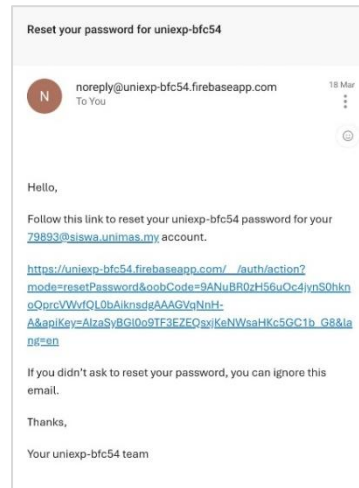 Reset your password for uniexp-bfc54
N
noreply@uniexp-bfc54.firebaseapp.com
18 Mar
To You
Hello,
Follow this link to reset your uniexp-bfc54 password for your
79893@siswa.unimas.my account.
https://uniexp-bfc54.firebaseapp.com/__/auth/action?
mode=resetPassword&oobCode=9ANuBR0zH56uOc4jynS0hkn
oQprcVWvfQL0bAiknsdgAAAGVqNnH-
A&apiKey=AIzaSyBGl0o9TF3EZEQsxjKeNWsaHKc5GC1b_G8&la
ng=en
If you didn't ask to reset your password, you can ignore this
email.
Thanks,
Your uniexp-bfc54 team